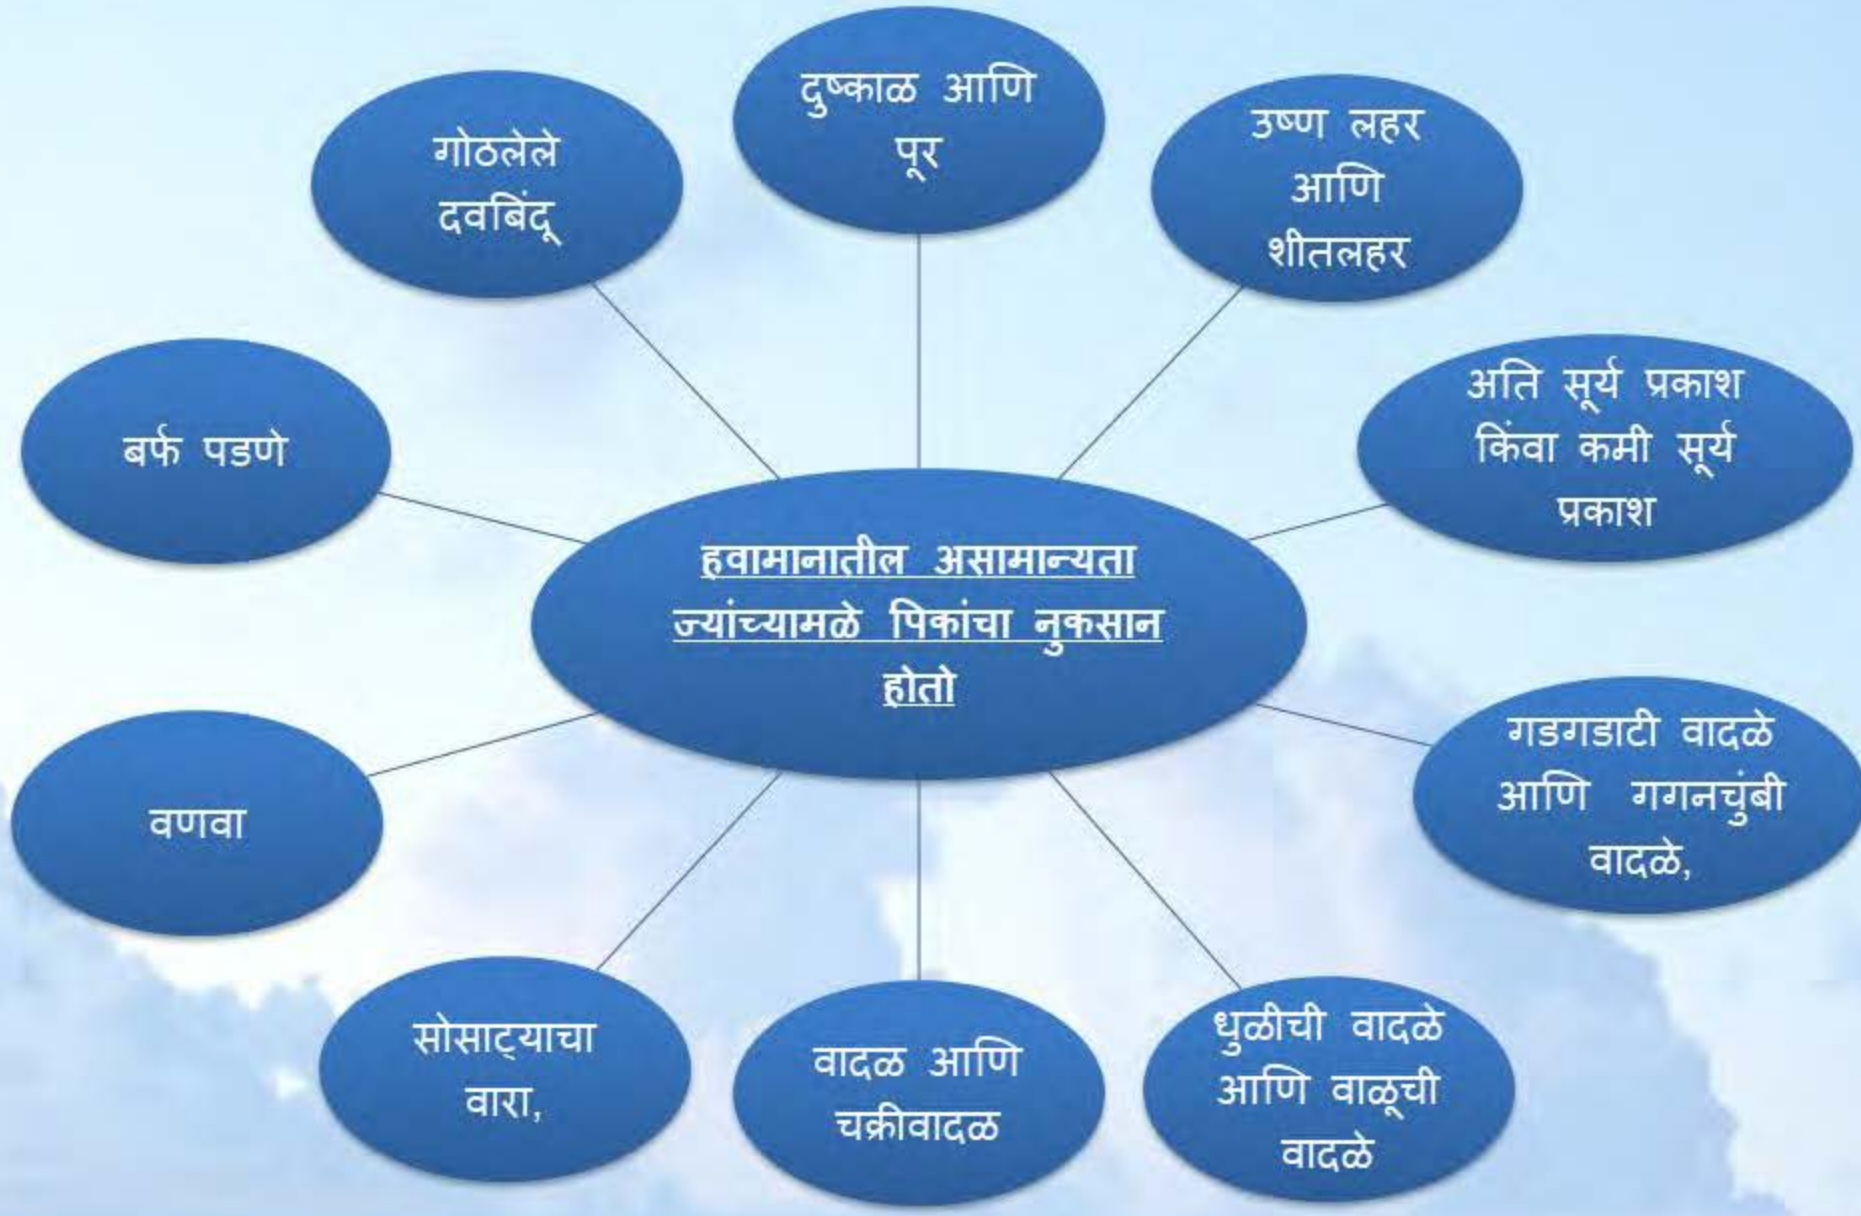 दुष्काळ आणि
पूर
उष्ण लहर
आणि
शीतलहर
अति सूर्य प्रकाश
किंवा कमी सूर्य
प्रकाश
गडगडाटी वादळे
आणि गगनचुंबी
वादळे,
धुळीची वादळे
आणि वाळूची
वादळे
वादळ आणि
चक्रीवादळ
सोसाट्याचा
वारा,
वणवा
बर्फ पडणे
गोठलेले
दवबिंदू
हवामानातील असामान्यता
ज्यांच्यामळे पिकांचा नुकसान
होतो